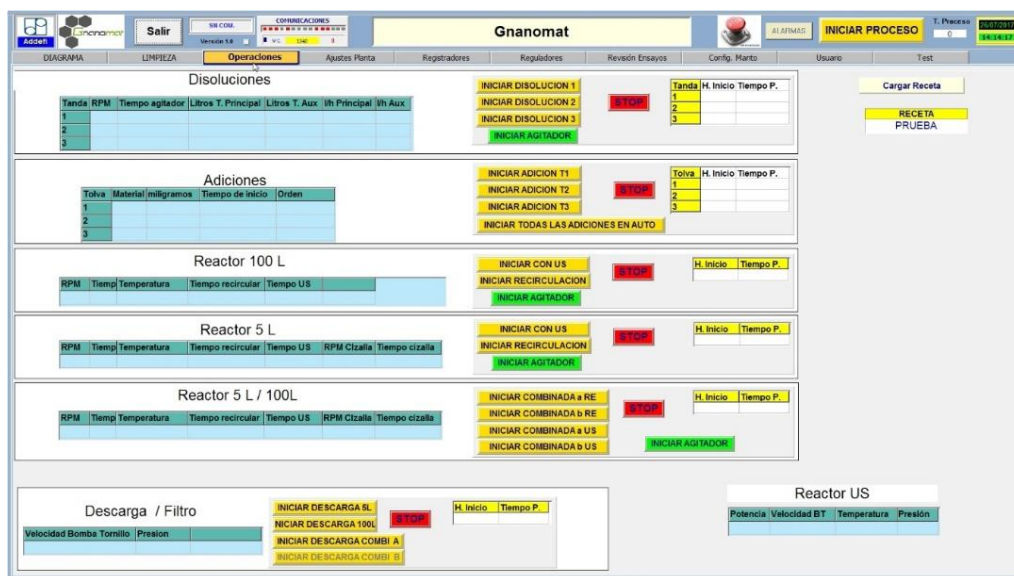 Addeti
Gnanomat
Salir
SIN COM.
Versión 1.0
COMUNICACIONES
Gnanomat
ALARMAS
INICIAR PROCESO
T. Proceso
0
26/07/2017
14:14:17
DIAGRAMA LIMPIEZA Operaciones Ajustes Planta Registradores Reguladores Revisión Ensayos Config. Manto Usuario Test
Disoluciones
Tanda RPM Tiempo agitador Litros T. Principal Litros T. Aux l/h Principal l/h Aux
1
2
3
INICIAR DISOLUCION 1
INICIAR DISOLUCION 2
INICIAR DISOLUCION 3
INICIAR AGITADOR
STOP
Tanda H. Inicio Tiempo P.
1
2
3
Cargar Receta
RECETA
PRUEBA
Adiciones
Tolva Material miligramos Tiempo de inicio Orden
1
2
3
INICIAR ADICION T1
INICIAR ADICION T2
INICIAR ADICION T3
INICIAR TODAS LAS ADICIONES EN AUTO
STOP
Tolva H. Inicio Tiempo P.
1
2
3
Reactor 100 L
RPM Tiemp Temperatura Tiempo recircular Tiempo US
INICIAR CON US
INICIAR RECIRCULACION
INICIAR AGITADOR
STOP
H. Inicio Tiempo P.
Reactor 5 L
RPM Tiemp Temperatura Tiempo recircular Tiempo US RPM CIzalla Tiempo cizalla
INICIAR CON US
INICIAR RECIRCULACION
INICIAR AGITADOR
STOP
H. Inicio Tiempo P.
Reactor 5 L / 100L
RPM Tiemp Temperatura Tiempo recircular Tiempo US RPM CIzalla Tiempo cizalla
INICIAR COMBINADA a RE
INICIAR COMBINADA b RE
INICIAR COMBINADA a US
INICIAR COMBINADA b US
STOP
INICIAR AGITADOR
H. Inicio Tiempo P.
Descarga / Filtro
Velocidad Bomba Tornillo Presion
INICIAR DESCARGA 5L
NICIAR DESCARGA 100L
INICIAR DESCARGA COMBI A
INICIAR DESCARGA COMBI B
STOP
H. Inicio Tiempo P.
Reactor US
Potencia Velocidad BT Temperatura Presión